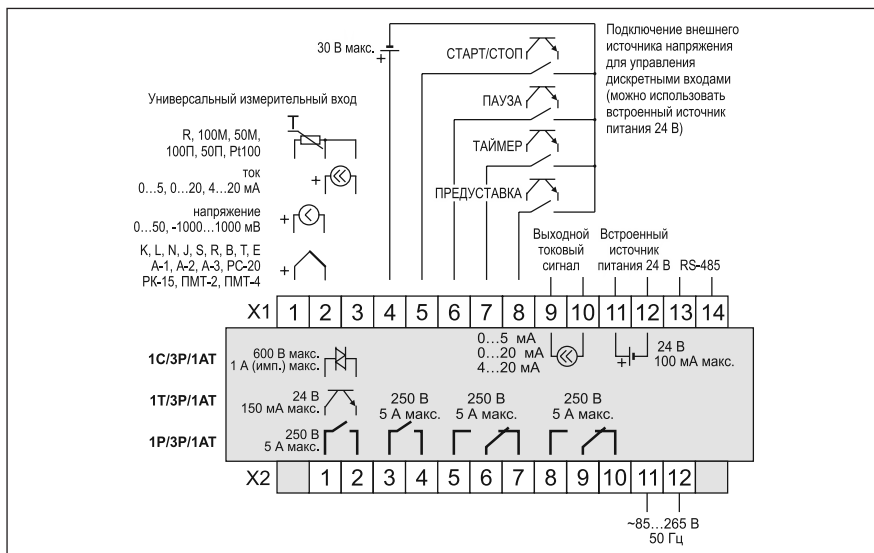 30 В макс.
+
СТАРТ/СТОП
ПАУЗА
ТАЙМЕР
ПРЕДУСТАВКА
Подключение внешнего
источника напряжения
для управления
дискретными входами
(можно использовать
встроенный источник
питания 24 В)
Универсальный измерительный вход
T
R, 100М, 50М,
100П, 50П, Pt100
ток
0...5, 0...20, 4...20 мА
+
напряжение
0...50, -1000...1000 мВ
+
K, L, N, J, S, R, B, T, E
А-1, А-2, А-3, РС-20
РК-15, ПМТ-2, ПМТ-4
+
Выходной
токовый
сигнал
Встроенный
источник
питания 24 В
RS-485
X1 1 2 3 4 5 6 7 8 9 10 11 12 13 14
1С/3Р/1АТ
600 В макс.
1 А (имп.) макс.
0...5 мА
0...20 мА
4...20 мА
+
24 В
100 мА макс.
1Т/3Р/1АТ
24 В
150 мА макс.
250 В
5 А макс.
250 В
5 А макс.
250 В
5 А макс.
1Р/3Р/1АТ
250 В
5 А макс.
X2 1 2 3 4 5 6 7 8 9 10 11 12
~85...265 В
50 Гц